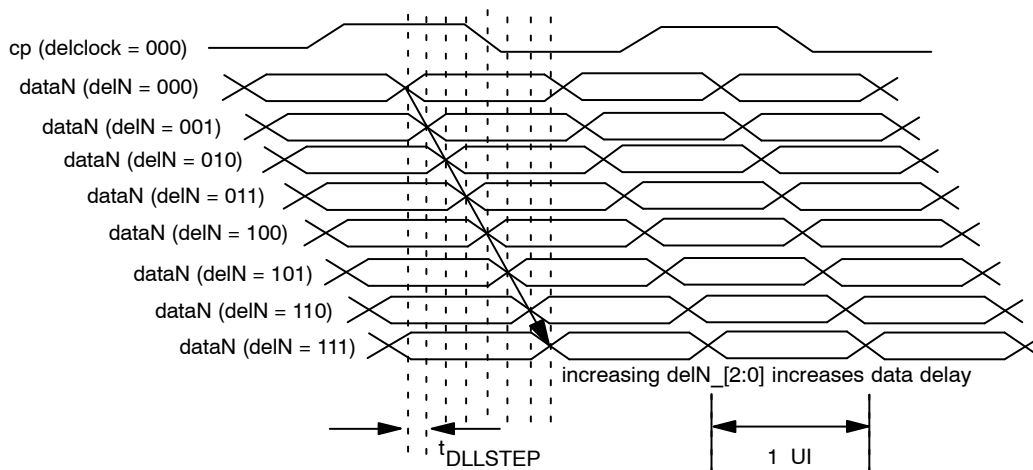 cp (delclock = 000)
dataN (delN = 000)
dataN (delN = 001)
dataN (delN = 010)
dataN (delN = 011)
dataN (delN = 100)
dataN (delN = 101)
dataN (delN = 110)
dataN (delN = 111)
increasing delN_[2:0] increases data delay
tDLLSTEP
1 UI